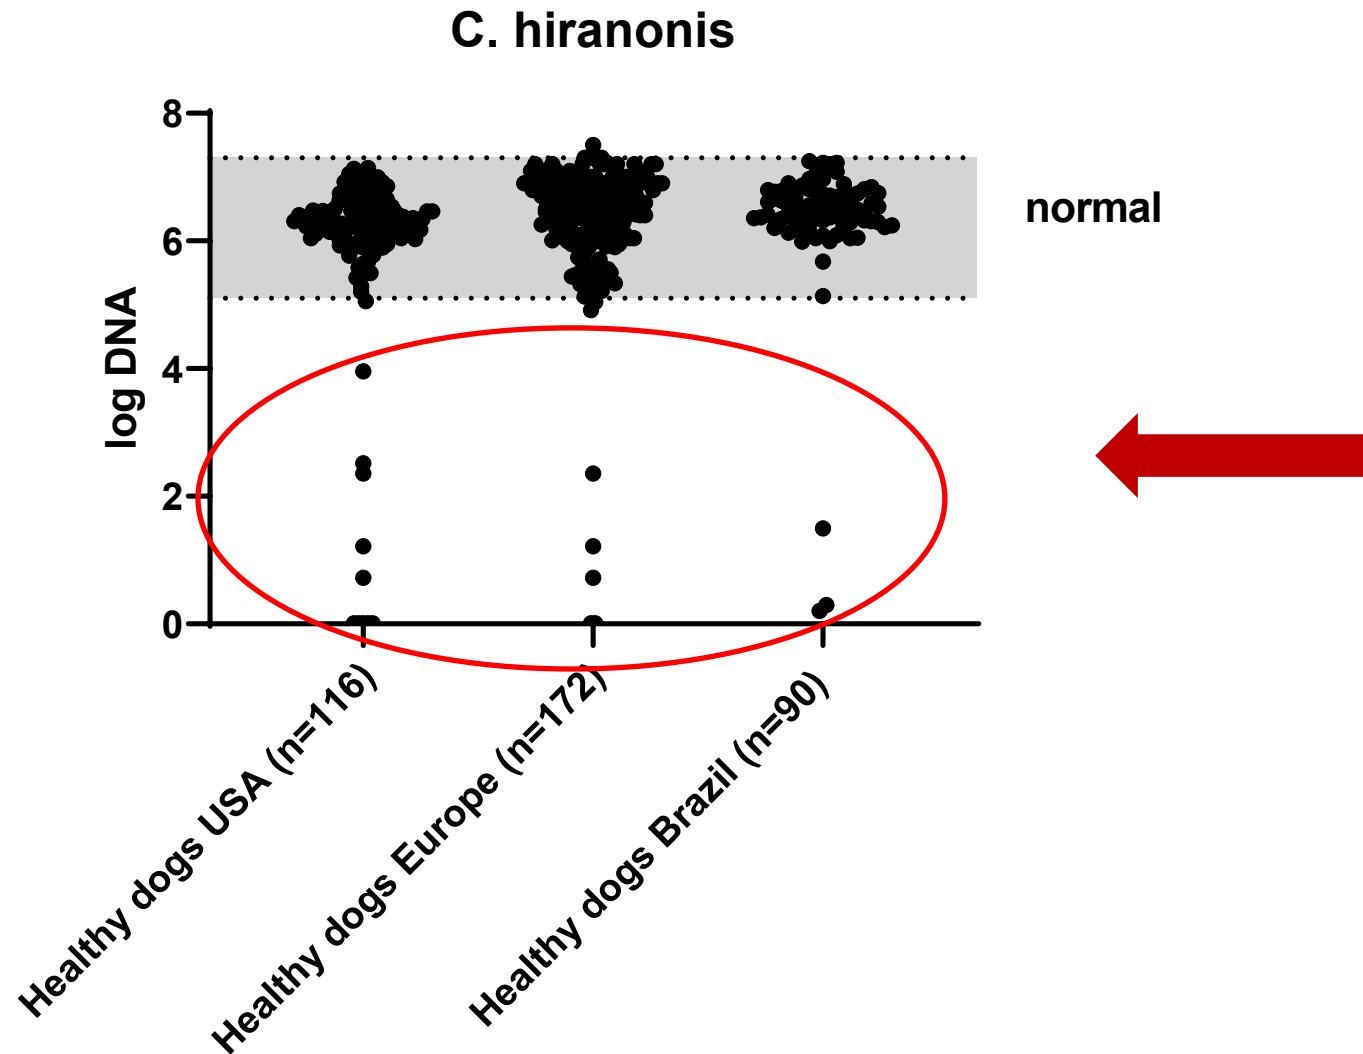 C. hiranonis
8
6
4
2
0
log DNA
normal
Healthy dogs USA (n=116)
Healthy dogs Europe (n=172)
Healthy dogs Brazil (n=90)